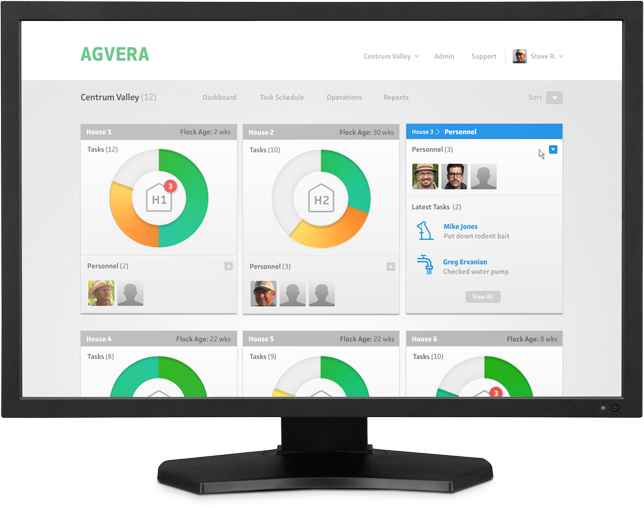 AGVERA
Centrum Valley Admin Support Steve R.
Centrum Valley (12) Dashboard Task Schedule Operations Reports Sort
House 1 Flock Age: 2 wks
Tasks (12)
3
H1
Personnel (2)
House 2 Flock Age: 30 wks
Tasks (10)
H2
Personnel (3)
House 3 > Personnel
Personnel (3)
Latest Tasks (2)
Mike Jones
Put down rodent bait
Greg Ervanian
Checked water pump
View All
House 4 Flock Age: 22 wks
Tasks (8)
House 5 Flock Age: 22 wks
Tasks (9)
House 6 Flock Age: 8 wks
Tasks (10)
3